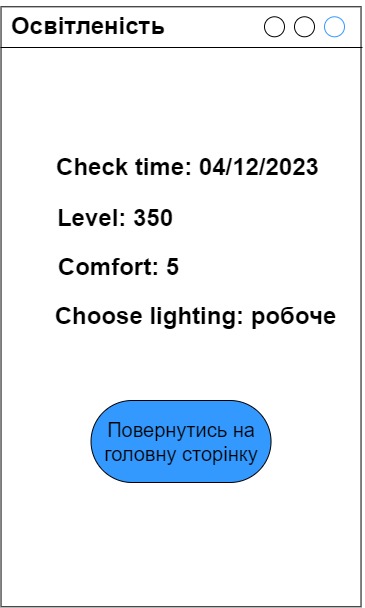 Освітленість
Check time: 04/12/2023
Level: 350
Comfort: 5
Choose lighting: робоче
Повернутись на
головну сторінку